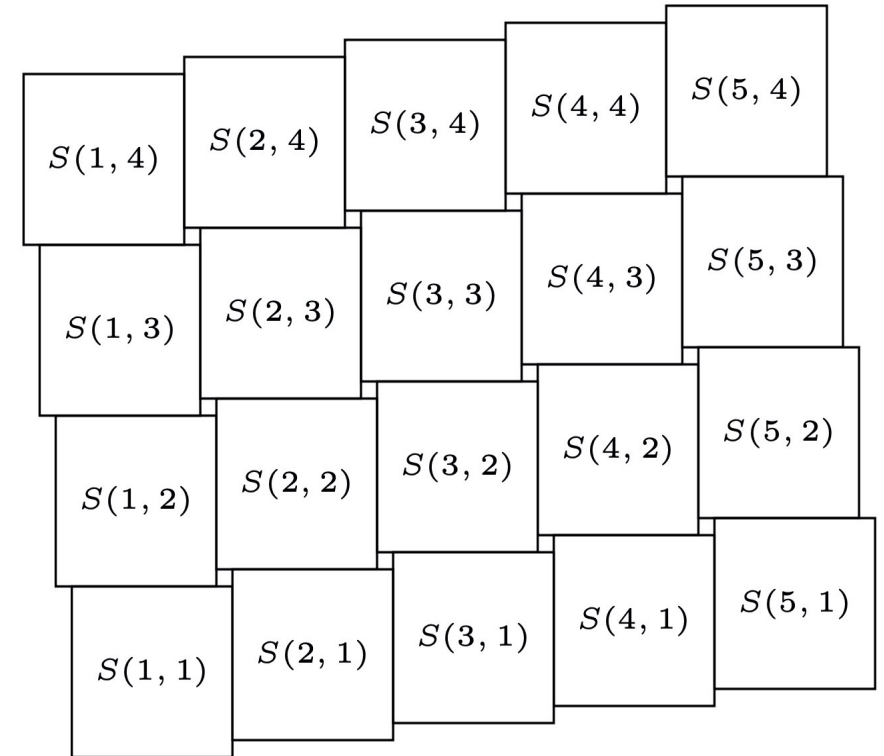 S(1, 4) S(2, 4) S(3, 4) S(4, 4) S(5, 4)
S(1, 3) S(2, 3) S(3, 3) S(4, 3) S(5, 3)
S(1, 2) S(2, 2) S(3, 2) S(4, 2) S(5, 2)
S(1, 1) S(2, 1) S(3, 1) S(4, 1) S(5, 1)